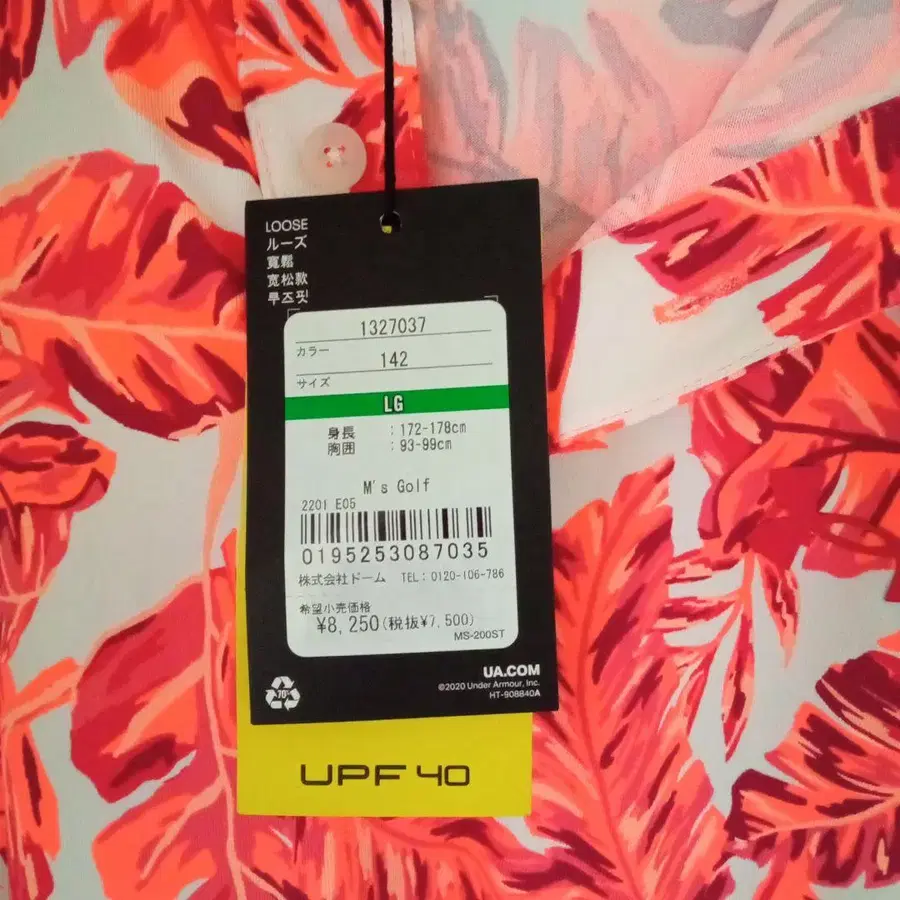 LOOSE
ルーズ
寬鬆
宽松款
루즈핏
1327037
カラー
142
サイズ
LG
身長 : 172-178cm
胸囲 : 93-99cm
M's Golf
220I E05
0195253087035
株式会社ドーム TEL: 0120-106-786
希望小売価格
¥8,250(税抜¥7,500)
MS-200ST
UA.COM
©2020 Under Armour, Inc.
HT-908840A
70%
UPF 40